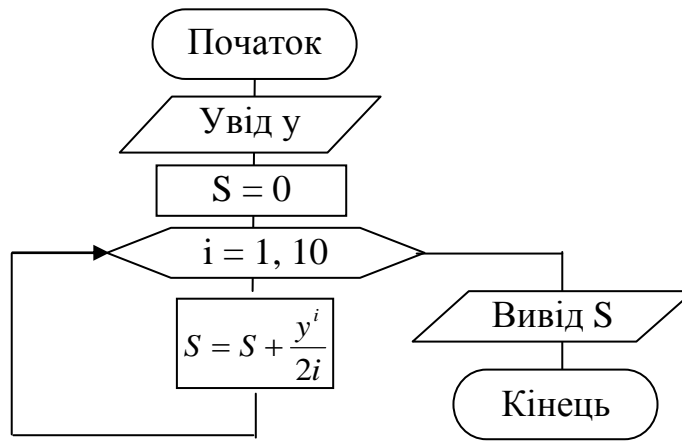 Початок
Увід y
S = 0
i = 1, 10
S = S + y^i/2i
Вивід S
Кінець